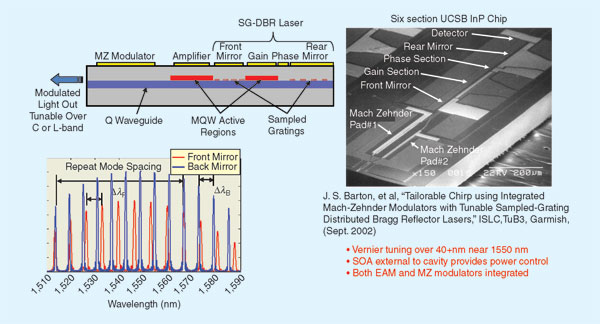 SG-DBR Laser
MZ Modulator
Amplifier
Front
Mirror
Gain
Phase
Rear
Mirror
Modulated
Light Out
Tunable Over
C or L-band
Q Waveguide
MQW Active
Regions
Sampled
Gratings
Repeat Mode Spacing
Front Mirror
Back Mirror
ΔλF
ΔλB
1,510
1,520
1,530
1,540
1,550
1,560
1,570
1,580
1,590
Wavelength (nm)
Six section UCSB InP Chip
Detector
Rear Mirror
Phase Section
Gain Section
Front Mirror
Mach Zehnder
Pad#1
Mach Zehnder
Pad#2
x150 22KV 200µm
J. S. Barton, et al, “Tailorable Chirp using Integrated
Mach-Zehnder Modulators with Tunable Sampled-Grating
Distributed Bragg Reflector Lasers,” ISLC,TuB3, Garmish,
(Sept. 2002)
• Vernier tuning over 40+nm near 1550 nm
• SOA external to cavity provides power control
• Both EAM and MZ modulators integrated